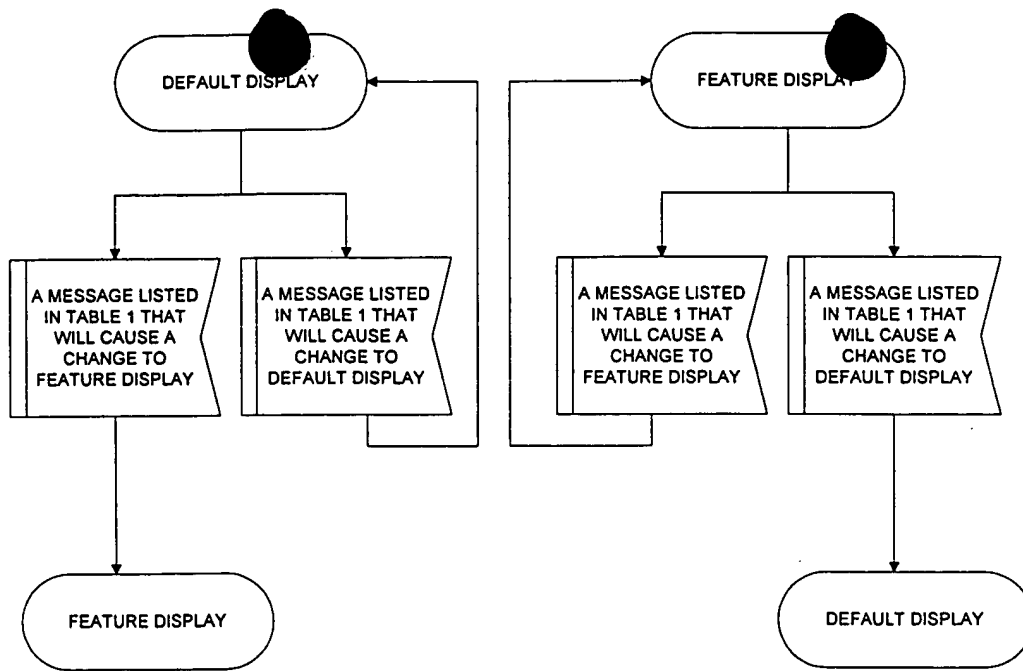 DEFAULT DISPLAY
FEATURE DISPLAY
A MESSAGE LISTED
IN TABLE 1 THAT
WILL CAUSE A
CHANGE TO
FEATURE DISPLAY
A MESSAGE LISTED
IN TABLE 1 THAT
WILL CAUSE A
CHANGE TO
DEFAULT DISPLAY
A MESSAGE LISTED
IN TABLE 1 THAT
WILL CAUSE A
CHANGE TO
FEATURE DISPLAY
A MESSAGE LISTED
IN TABLE 1 THAT
WILL CAUSE A
CHANGE TO
DEFAULT DISPLAY
FEATURE DISPLAY
DEFAULT DISPLAY